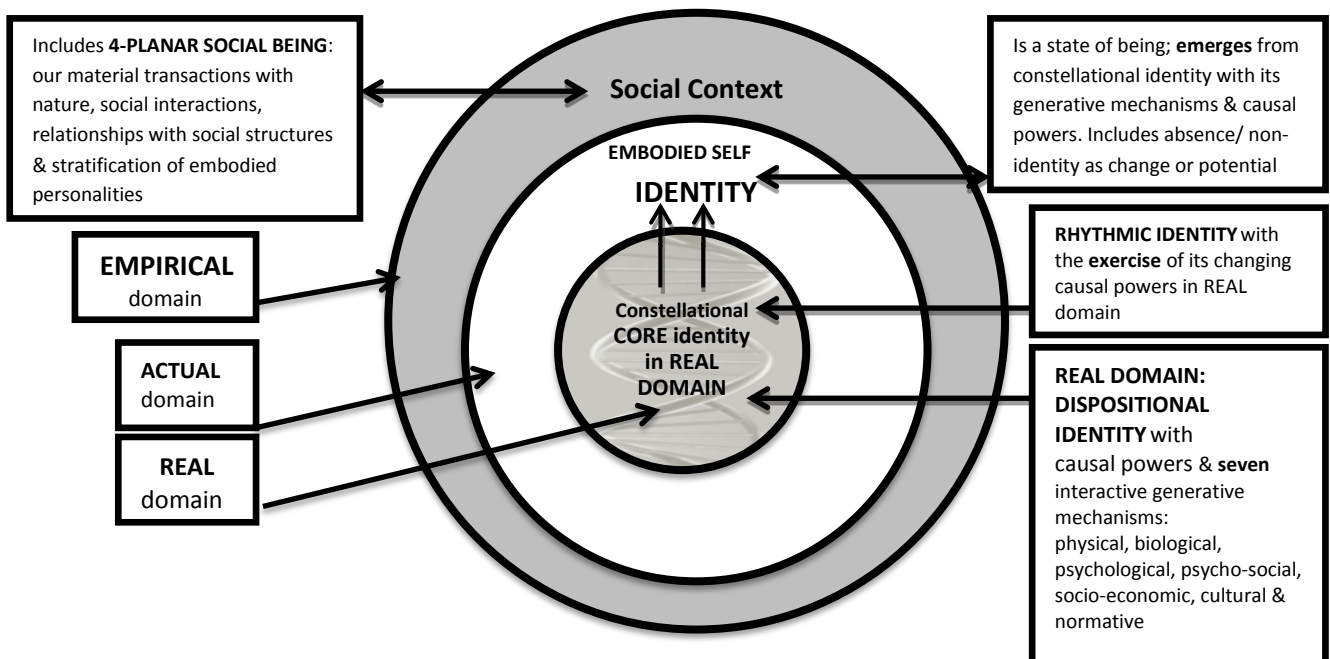 Includes 4-PLANAR SOCIAL BEING:
our material transactions with
nature, social interactions,
relationships with social structures
& stratification of embodied
personalities
EMPIRICAL
domain
ACTUAL
domain
REAL
domain
Social Context
EMBODIED SELF
IDENTITY
Constellational
CORE identity
in REAL
DOMAIN
Is a state of being; emerges from
constellational identity with its
generative mechanisms & causal
powers. Includes absence/ non-
identity as change or potential
RHYTHMIC IDENTITY with
the exercise of its changing
causal powers in REAL
domain
REAL DOMAIN:
DISPOSITIONAL
IDENTITY with
causal powers & seven
interactive generative
mechanisms:
physical, biological,
psychological, psycho-social,
socio-economic, cultural &
normative